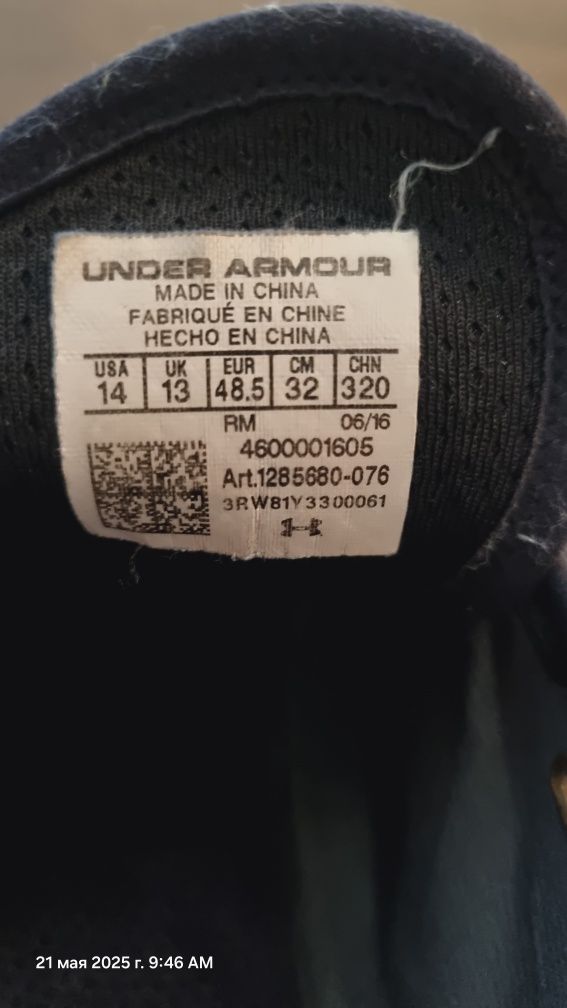 UNDER ARMOUR
MADE IN CHINA
FABRIQUÉ EN CHINE
HECHO EN CHINA
USA UK EUR CM CHN
14 13 48.5 32 320
RM 06/16
4600001605
Art.1285680-076
3RW81Y3300061
21 мая 2025 г. 9:46 AM